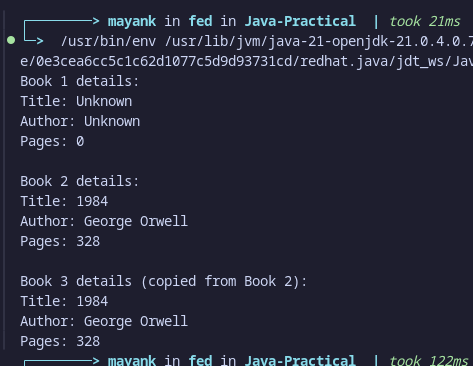 mayank in fed in Java-Practical | took 21ms
/usr/bin/env /usr/lib/jvm/java-21-openjdk-21.0.4.0.7
e/0e3cea6cc5c1c62d1077c5d9d93731cd/redhat.java/jdt_ws/Jav
Book 1 details:
Title: Unknown
Author: Unknown
Pages: 0
Book 2 details:
Title: 1984
Author: George Orwell
Pages: 328
Book 3 details (copied from Book 2):
Title: 1984
Author: George Orwell
Pages: 328
mayank in fed in Java-Practical | took 122ms